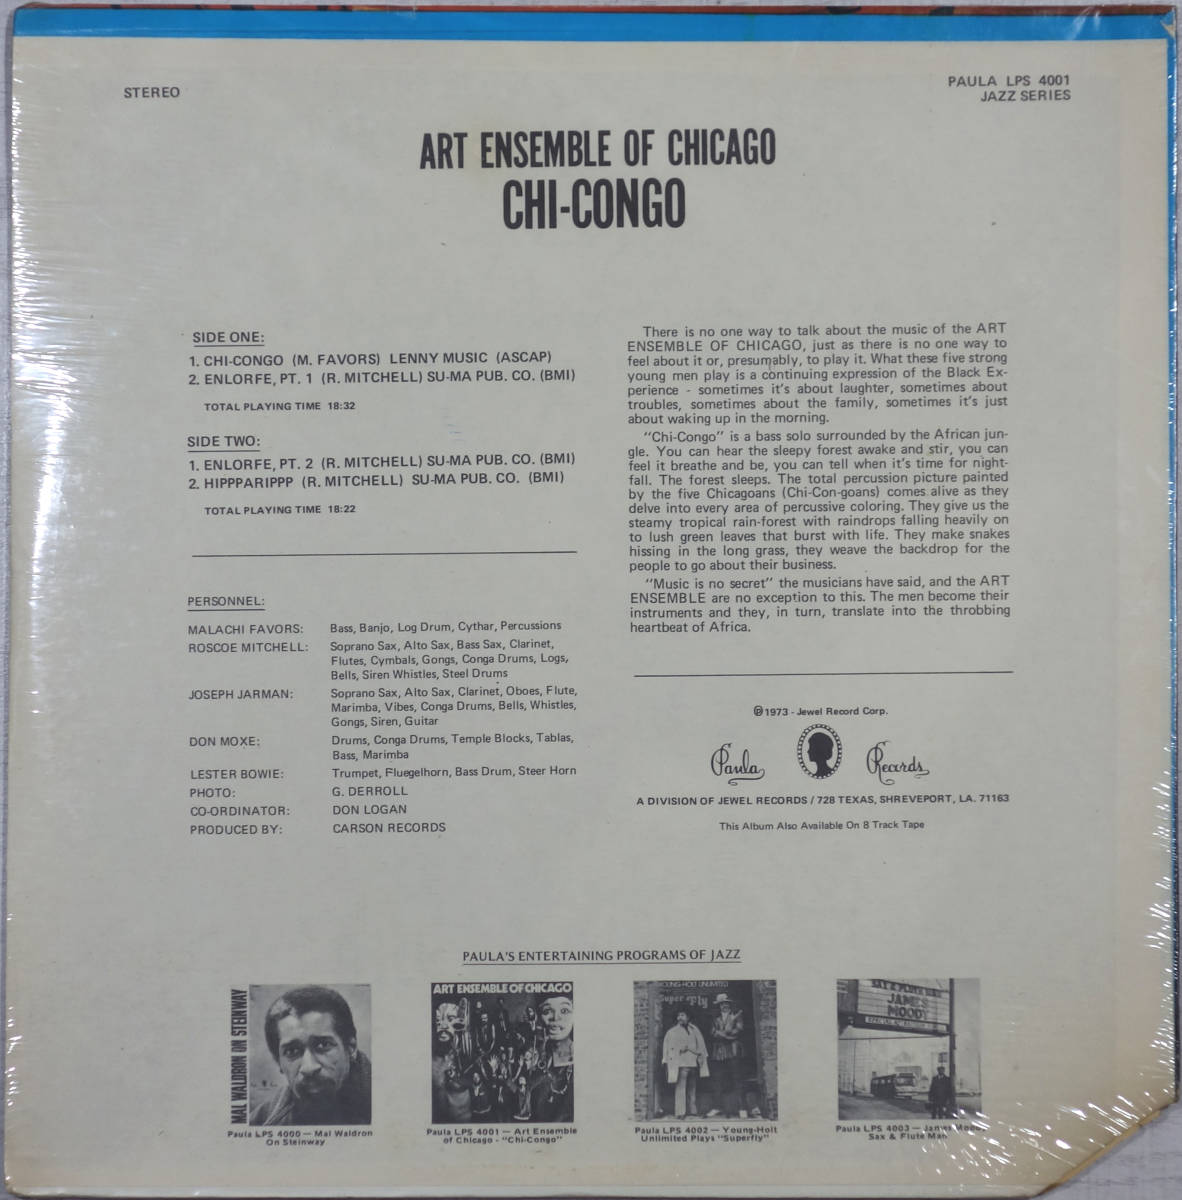 STEREO
PAULA LPS 4001
JAZZ SERIES
ART ENSEMBLE OF CHICAGO
CHI-CONGO
SIDE ONE:
1. CHI-CONGO (M. FAVORS) LENNY MUSIC (ASCAP)
2. ENLORFE, PT. 1 (R. MITCHELL) SU-MA PUB. CO. (BMI)
TOTAL PLAYING TIME 18:32
SIDE TWO:
1. ENLORFE, PT. 2 (R. MITCHELL) SU-MA PUB. CO. (BMI)
2. HIPPPARIPPP (R. MITCHELL) SU-MA PUB. CO. (BMI)
TOTAL PLAYING TIME 18:22
PERSONNEL:
MALACHI FAVORS: Bass, Banjo, Log Drum, Cythar, Percussions
ROSCOE MITCHELL: Soprano Sax, Alto Sax, Bass Sax, Clarinet,
Flutes, Cymbals, Gongs, Conga Drums, Logs,
Bells, Siren Whistles, Steel Drums
JOSEPH JARMAN: Soprano Sax, Alto Sax, Clarinet, Oboes, Flute,
Marimba, Vibes, Conga Drums, Bells, Whistles,
Gongs, Siren, Guitar
DON MOXE: Drums, Conga Drums, Temple Blocks, Tablas,
Bass, Marimba
LESTER BOWIE: Trumpet, Fluegelhorn, Bass Drum, Steer Horn
PHOTO: G. DERROLL
CO-ORDINATOR: DON LOGAN
PRODUCED BY: CARSON RECORDS
There is no one way to talk about the music of the ART
ENSEMBLE OF CHICAGO, just as there is no one way to
feel about it or, presumably, to play it. What these five strong
young men play is a continuing expression of the Black Ex-
perience - sometimes it's about laughter, sometimes about
troubles, sometimes about the family, sometimes it's just
about waking up in the morning.
"Chi-Congo" is a bass solo surrounded by the African jun-
gle. You can hear the sleepy forest awake and stir, you can
feel it breathe and be, you can tell when it's time for night-
fall. The forest sleeps. The total percussion picture painted
by the five Chicagoans (Chi-Con-goans) comes alive as they
delve into every area of percussive coloring. They give us the
steamy tropical rain-forest with raindrops falling heavily on
to lush green leaves that burst with life. They make snakes
hissing in the long grass, they weave the backdrop for the
people to go about their business.
"Music is no secret" the musicians have said, and the ART
ENSEMBLE are no exception to this. The men become their
instruments and they, in turn, translate into the throbbing
heartbeat of Africa.
℗ 1973 - Jewel Record Corp.
Paula Records
A DIVISION OF JEWEL RECORDS / 728 TEXAS, SHREVEPORT, LA. 71163
This Album Also Available On 8 Track Tape
PAULA'S ENTERTAINING PROGRAMS OF JAZZ
MAL WALDRON ON STEINWAY
Paula LPS 4000 — Mal Waldron
On Steinway
ART ENSEMBLE OF CHICAGO
Paula LPS 4001 — Art Ensemble
of Chicago - "Chi-Congo"
YOUNG-HOLT UNLIMITED
Super Fly
Paula LPS 4002 — Young-Holt
Unlimited Plays "Superfly"
JAMES
MOODY
Paula LPS 4003 — James
Sax & Flute Man